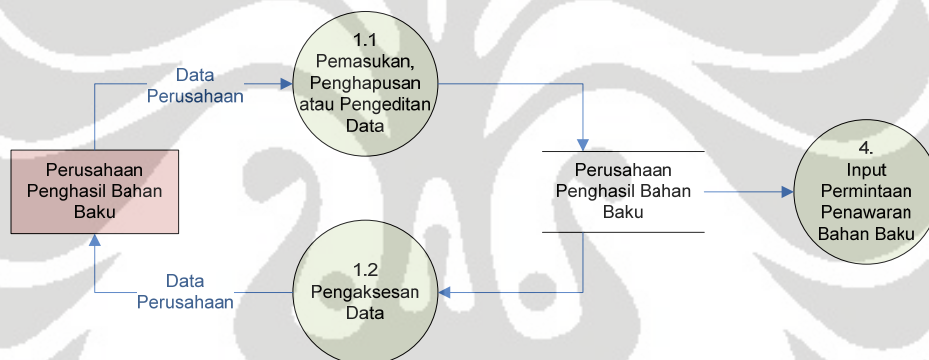 1.1
Pemasukan,
Penghapusan
atau Pengeditan
Data
Data
Perusahaan
Perusahaan
Penghasil Bahan
Baku
Perusahaan
Penghasil Bahan
Baku
4.
Input
Permintaan
Penawaran
Bahan Baku
1.2
Pengaksesan
Data
Data
Perusahaan